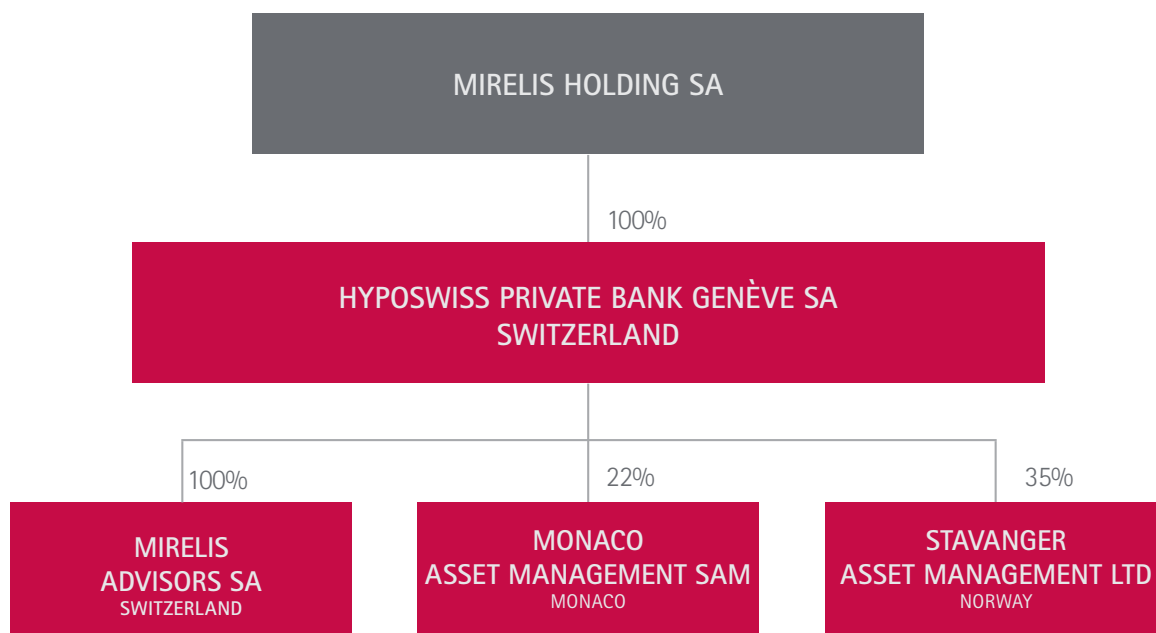 MIRELIS HOLDING SA
100%
HYPOSWISS PRIVATE BANK GENÈVE SA
SWITZERLAND
100%
22%
35%
MIRELIS
ADVISORS SA
SWITZERLAND
MONACO
ASSET MANAGEMENT SAM
MONACO
STAVANGER
ASSET MANAGEMENT LTD
NORWAY